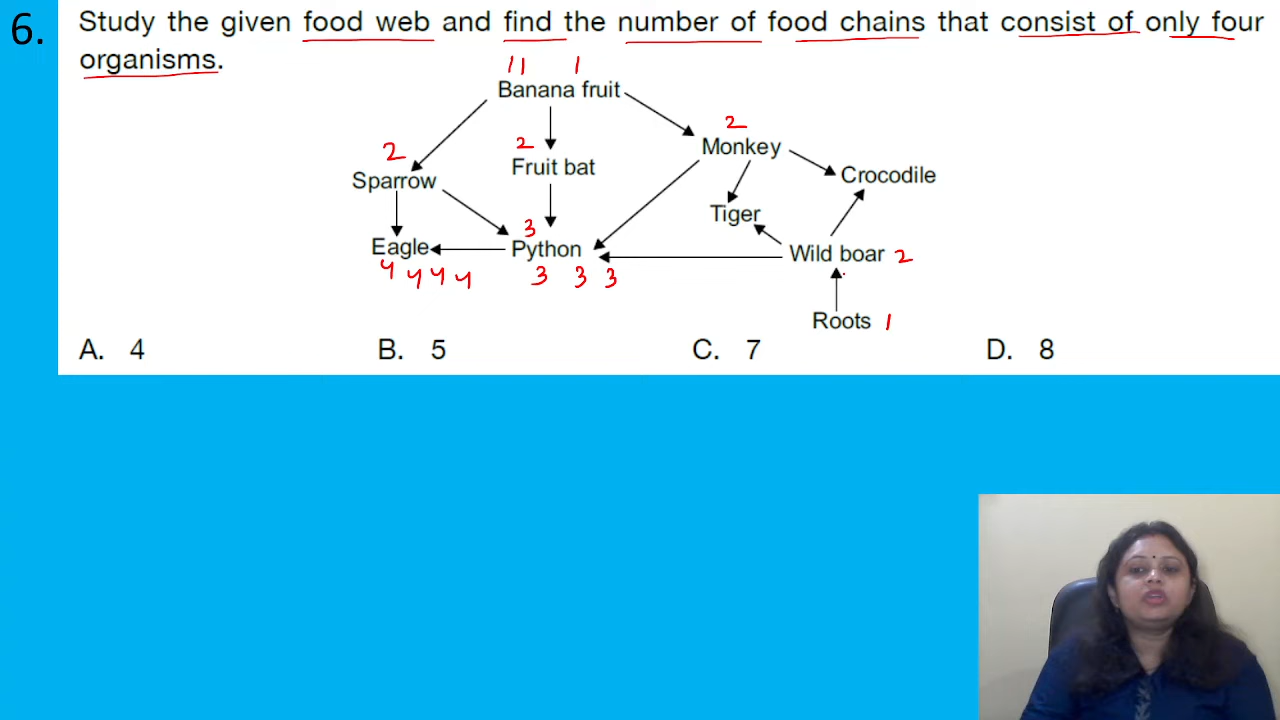 6. Study the given food web and find the number of food chains that consist of only four
organisms.
11 1
Banana fruit
2
Monkey
2 2
Fruit bat
Crocodile
Sparrow
Tiger
3
Eagle Python Wild boar 2
4 4 4 4 3 3 3
Roots 1
A. 4 B. 5 C. 7 D. 8